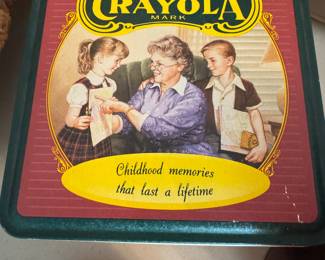 CRAYOLA
MARK
Childhood memories
that last a lifetime